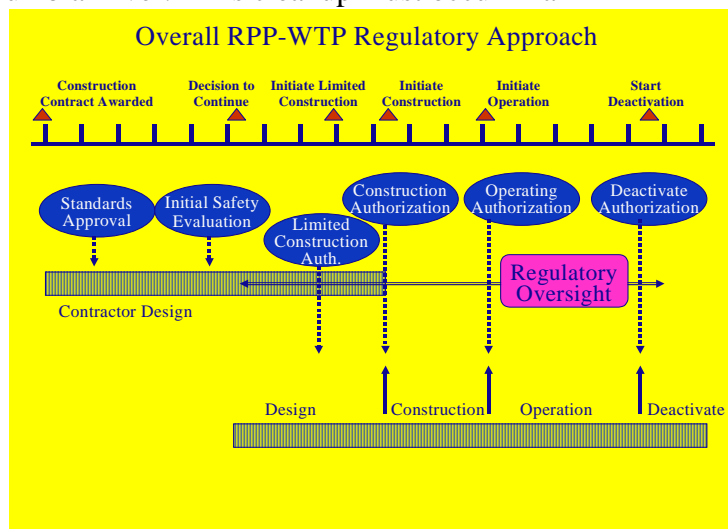 Overall RPP-WTP Regulatory Approach
Construction
Contract Awarded
Decision to
Continue
Initiate Limited
Construction
Initiate
Construction
Initiate
Operation
Start
Deactivation
Standards
Approval
Initial Safety
Evaluation
Limited
Construction
Auth.
Construction
Authorization
Operating
Authorization
Deactivate
Authorization
Regulatory
Oversight
Contractor Design
Design
Construction
Operation
Deactivate